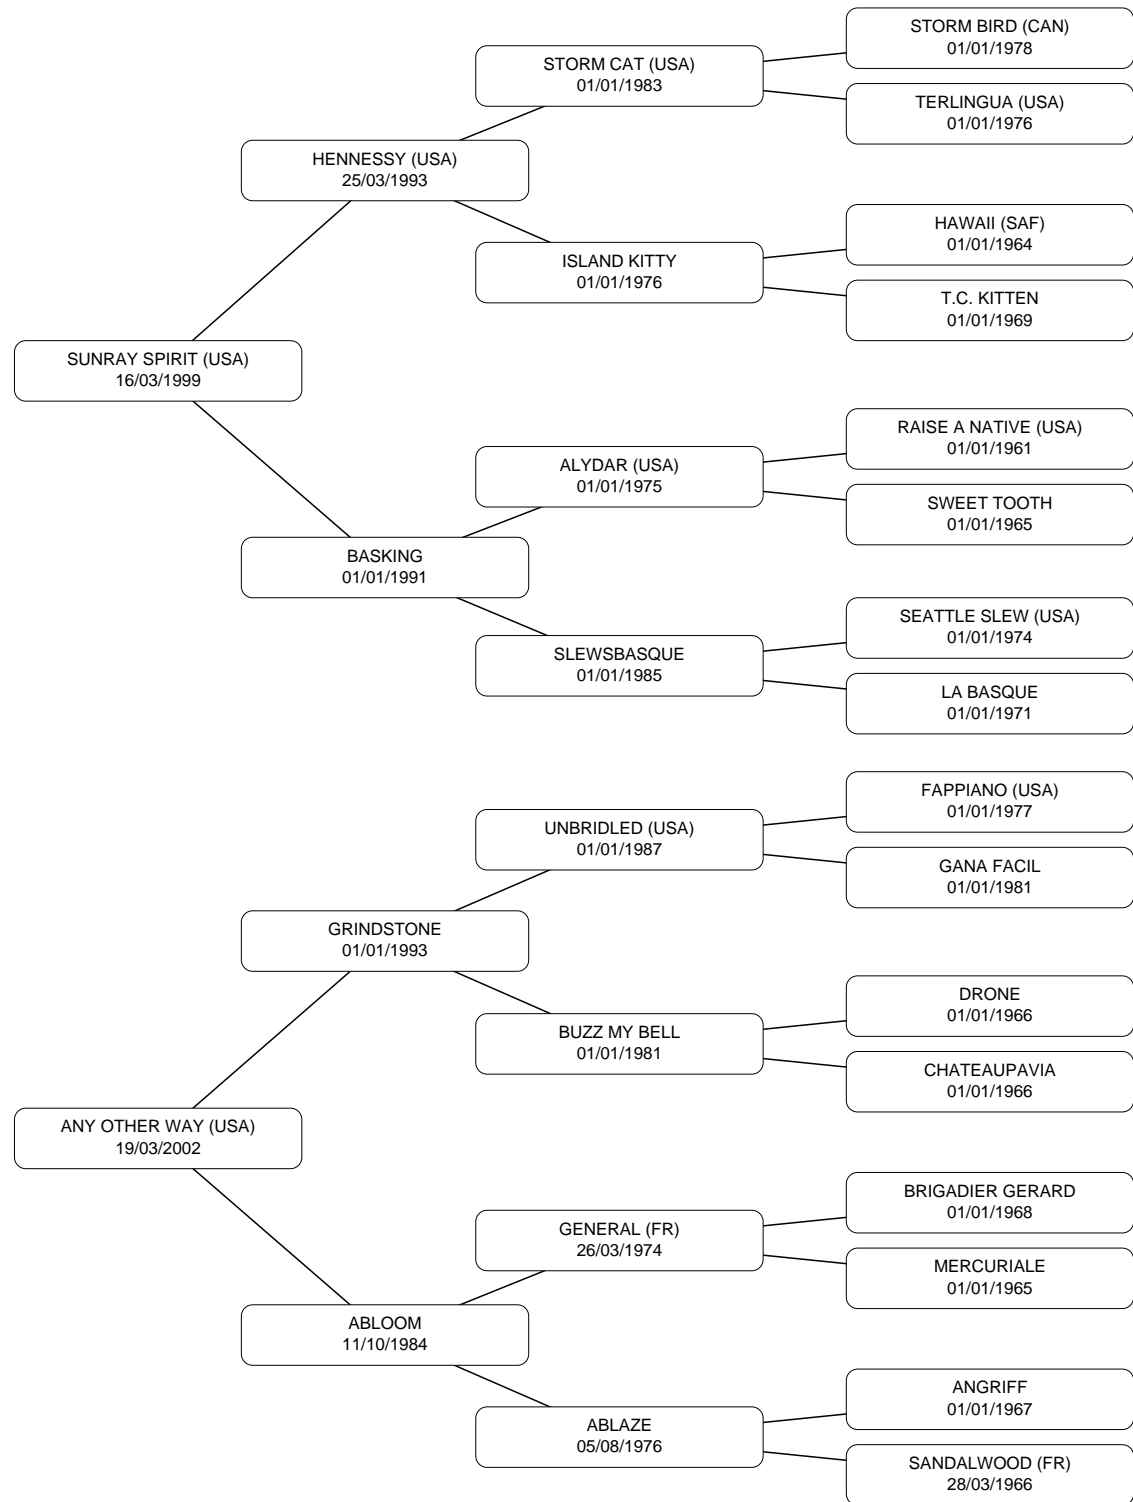 STORM BIRD (CAN)
01/01/1978
STORM CAT (USA)
01/01/1983
TERLINGUA (USA)
01/01/1976
HENNESSY (USA)
25/03/1993
HAWAII (SAF)
01/01/1964
ISLAND KITTY
01/01/1976
T.C. KITTEN
01/01/1969
SUNRAY SPIRIT (USA)
16/03/1999
RAISE A NATIVE (USA)
01/01/1961
ALYDAR (USA)
01/01/1975
SWEET TOOTH
01/01/1965
BASKING
01/01/1991
SEATTLE SLEW (USA)
01/01/1974
SLEWSBASQUE
01/01/1985
LA BASQUE
01/01/1971
FAPPIANO (USA)
01/01/1977
UNBRIDLED (USA)
01/01/1987
GANA FACIL
01/01/1981
GRINDSTONE
01/01/1993
DRONE
01/01/1966
BUZZ MY BELL
01/01/1981
CHATEAUPAVIA
01/01/1966
ANY OTHER WAY (USA)
19/03/2002
BRIGADIER GERARD
01/01/1968
GENERAL (FR)
26/03/1974
MERCURIALE
01/01/1965
ABLOOM
11/10/1984
ANGRIFF
01/01/1967
ABLAZE
05/08/1976
SANDALWOOD (FR)
28/03/1966